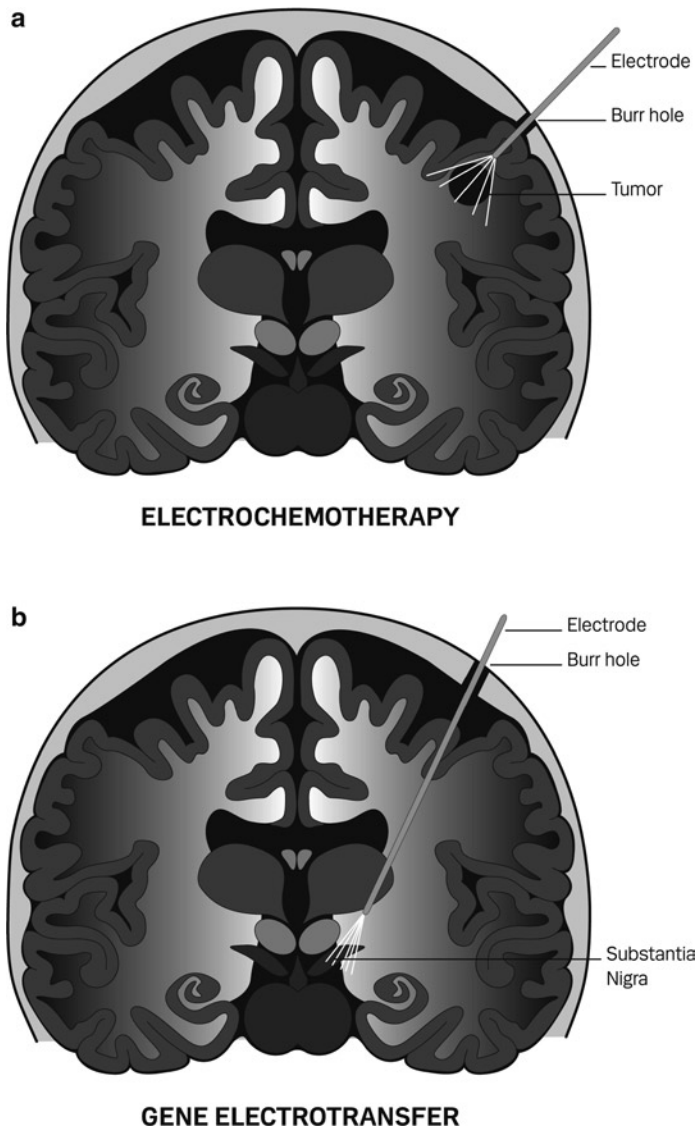 a
Electrode
Burr hole
Tumor
ELECTROCHEMOTHERAPY
b
Electrode
Burr hole
Substantia
Nigra
GENE ELECTROTRANSFER